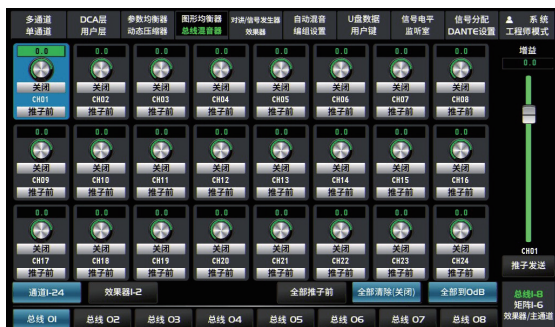 多通道 DCA层 参数均衡器 图形均衡器 对讲/信号发生器 自动混音 U盘数据 信号电平 信号分配 系统
单通道 用户层 动态压缩器 总线混音器 效果器 编组设置 用户键 监听室 DANTE设置 工程师模式
增益
0.0 0.0 0.0 0.0 0.0 0.0 0.0 0.0 0.0
关闭 关闭 关闭 关闭 关闭 关闭 关闭 关闭
CH01 CH02 CH03 CH04 CH05 CH06 CH07 CH08
推子前 推子前 推子前 推子前 推子前 推子前 推子前 推子前
0.0 0.0 0.0 0.0 0.0 0.0 0.0 0.0
关闭 关闭 关闭 关闭 关闭 关闭 关闭 关闭
CH09 CH10 CH11 CH12 CH13 CH14 CH15 CH16
推子前 推子前 推子前 推子前 推子前 推子前 推子前 推子前
0.0 0.0 0.0 0.0 0.0 0.0 0.0 0.0
关闭 关闭 关闭 关闭 关闭 关闭 关闭 关闭 CH01
CH17 CH18 CH19 CH20 CH21 CH22 CH23 CH24
推子前 推子前 推子前 推子前 推子前 推子前 推子前 推子前 推子发送
通道1-24 效果器1-2 全部推子前 全部清除(关闭) 全部到0dB 总线1-8
矩阵1-6
总线 01 总线 02 总线 03 总线 04 总线 05 总线 06 总线 07 总线 08 效果器/主通道